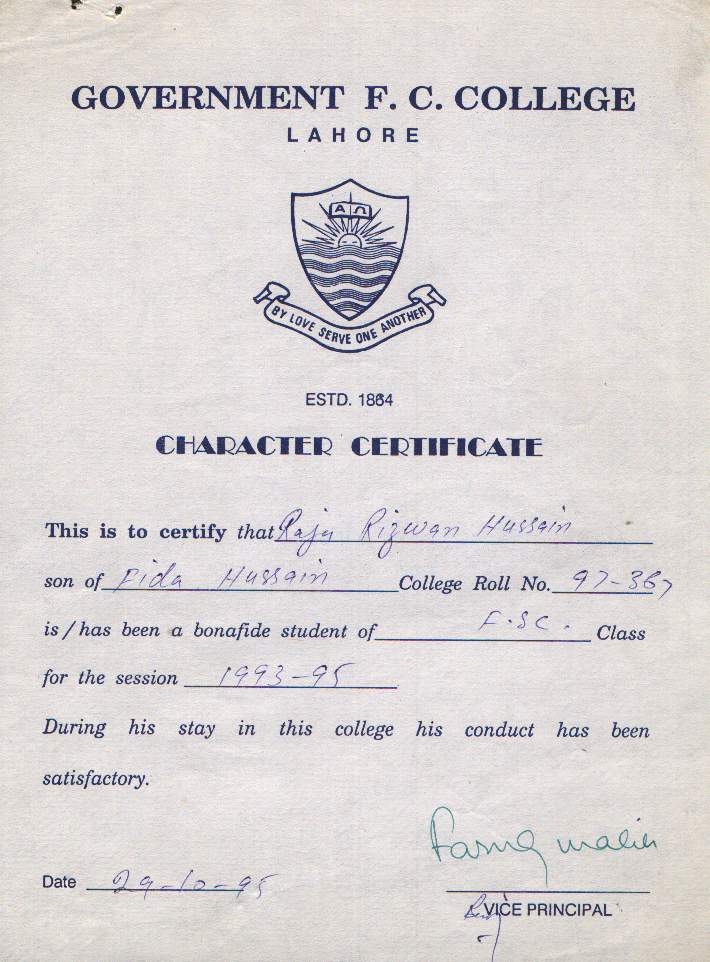 GOVERNMENT F. C. COLLEGE
LAHORE
Α Ω
BY LOVE SERVE ONE ANOTHER
ESTD. 1864
CHARACTER CERTIFICATE
This is to certify that Raja Rizwan Hussain
son of Fida Hussain College Roll No. 97-367
is/has been a bonafide student of F.SC. Class
for the session 1993-95
During his stay in this college his conduct has been
satisfactory.
Farooq Malik
Date 29-10-95
VICE PRINCIPAL